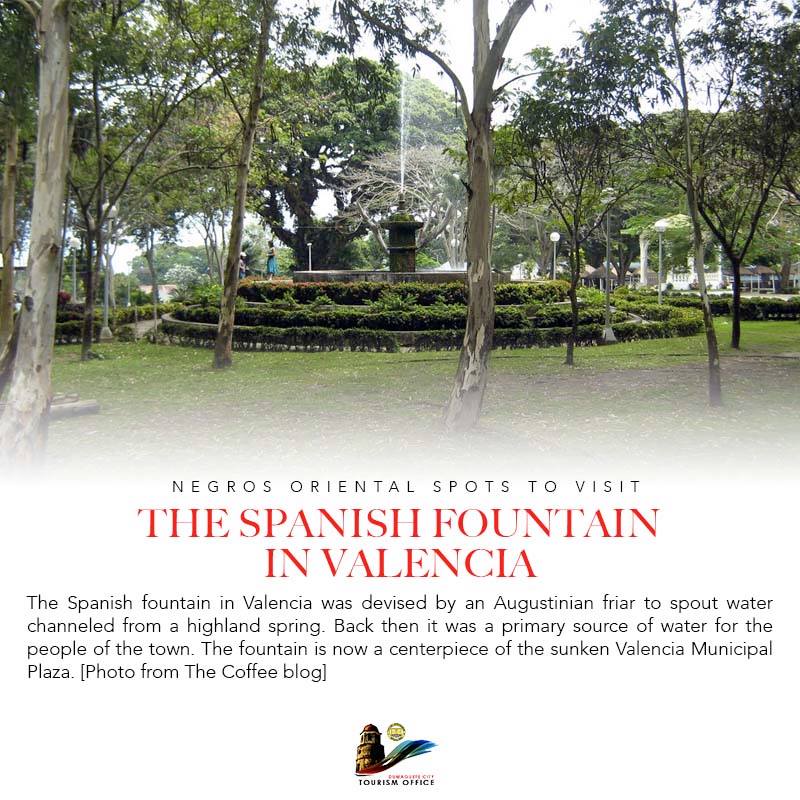 NEGROS ORIENTAL SPOTS TO VISIT
THE SPANISH FOUNTAIN
IN VALENCIA
The Spanish fountain in Valencia was devised by an Augustinian friar to spout water
channeled from a highland spring. Back then it was a primary source of water for the
people of the town. The fountain is now a centerpiece of the sunken Valencia Municipal
Plaza. [Photo from The Coffee blog]
DUMAGUETE CITY
TOURISM OFFICE